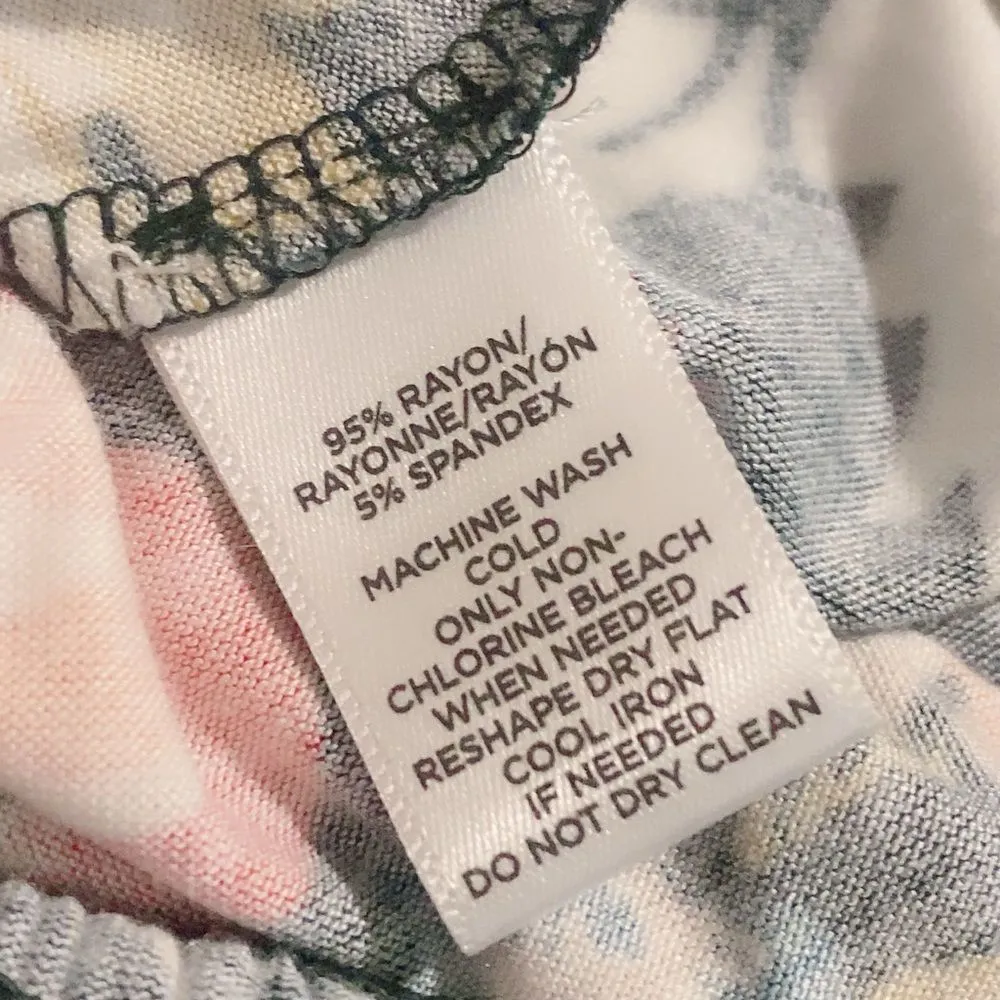 95% RAYON/
RAYONNE/RAYÓN
5% SPANDEX
MACHINE WASH
COLD
ONLY NON-
CHLORINE BLEACH
WHEN NEEDED
RESHAPE DRY FLAT
COOL IRON
IF NEEDED
DO NOT DRY CLEAN